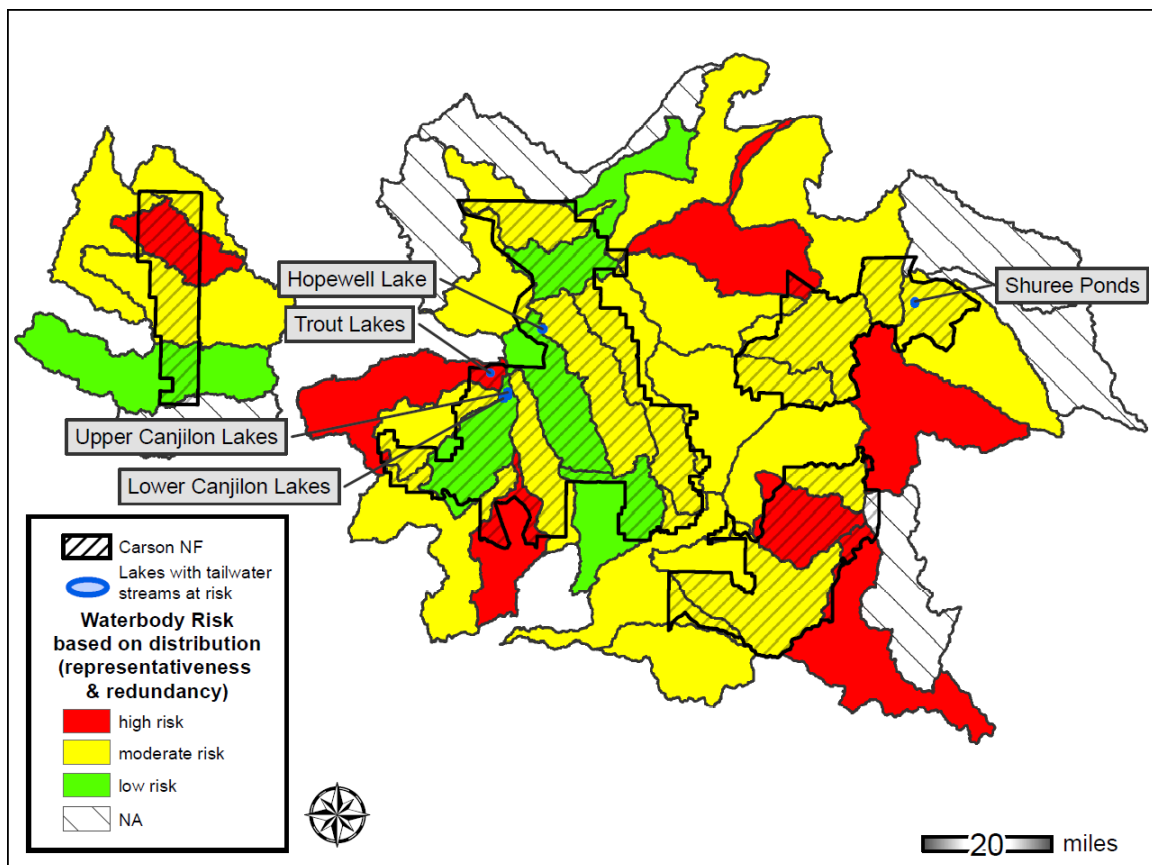 Hopewell Lake
Trout Lakes
Shuree Ponds
Upper Canjilon Lakes
Lower Canjilon Lakes
Carson NF
Lakes with tailwater
streams at risk
Waterbody Risk
based on distribution
(representativeness
& redundancy)
high risk
moderate risk
low risk
NA
20 miles